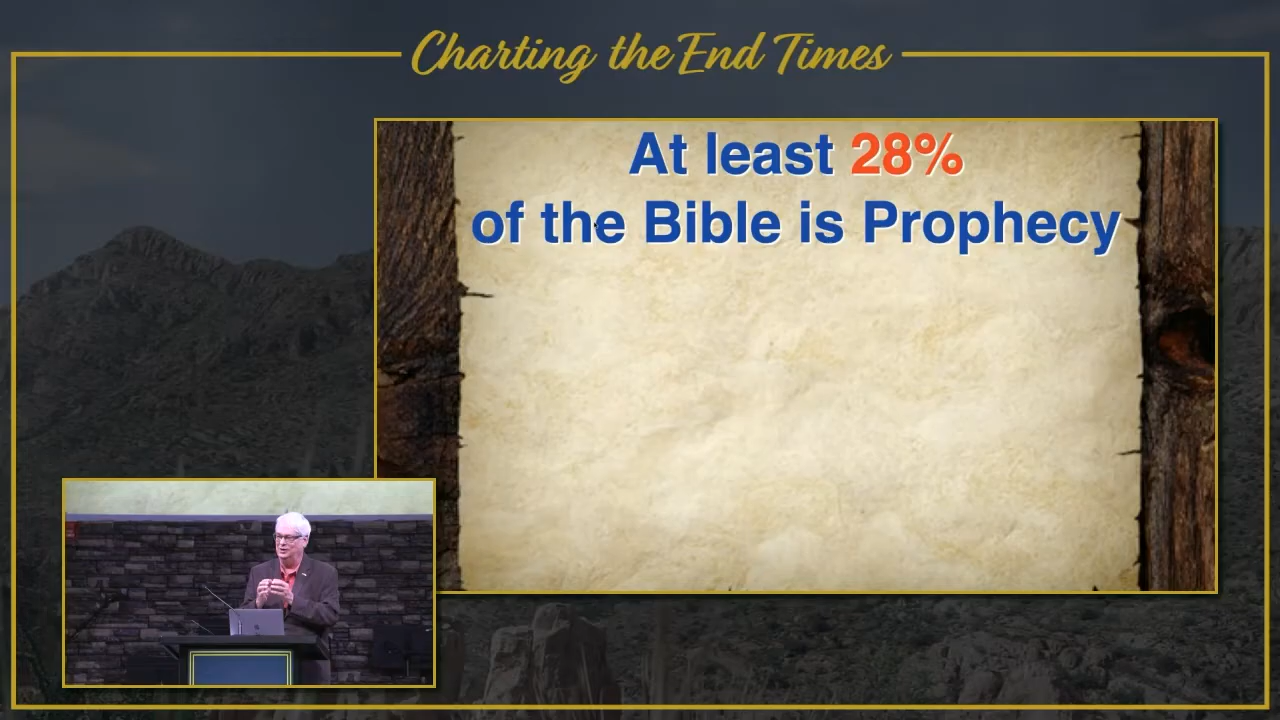 Charting the End Times
At least 28%
of the Bible is Prophecy